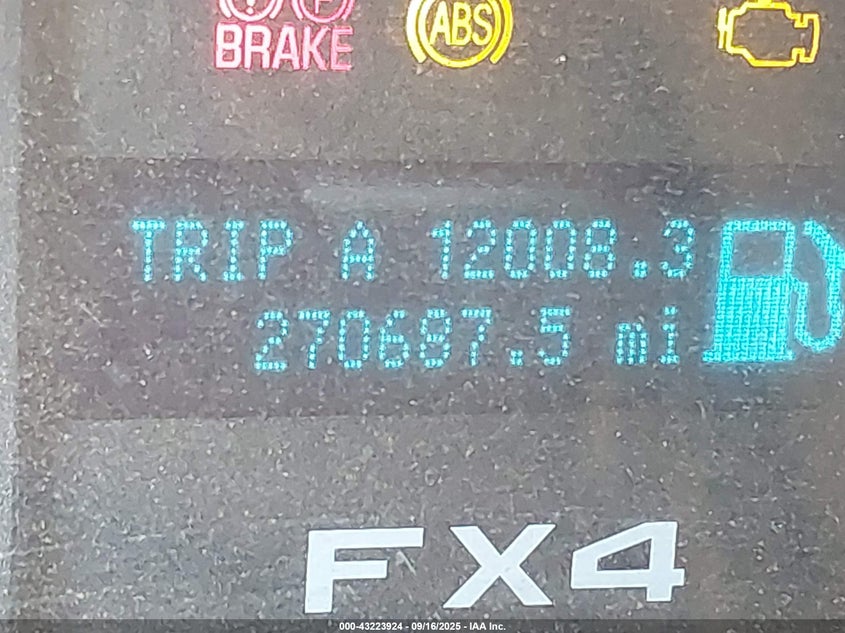 BRAKE
ABS
TRIP A 12008.3
270687.5 mi
FX4
000-43223924 - 09/16/2025 - IAA Inc.